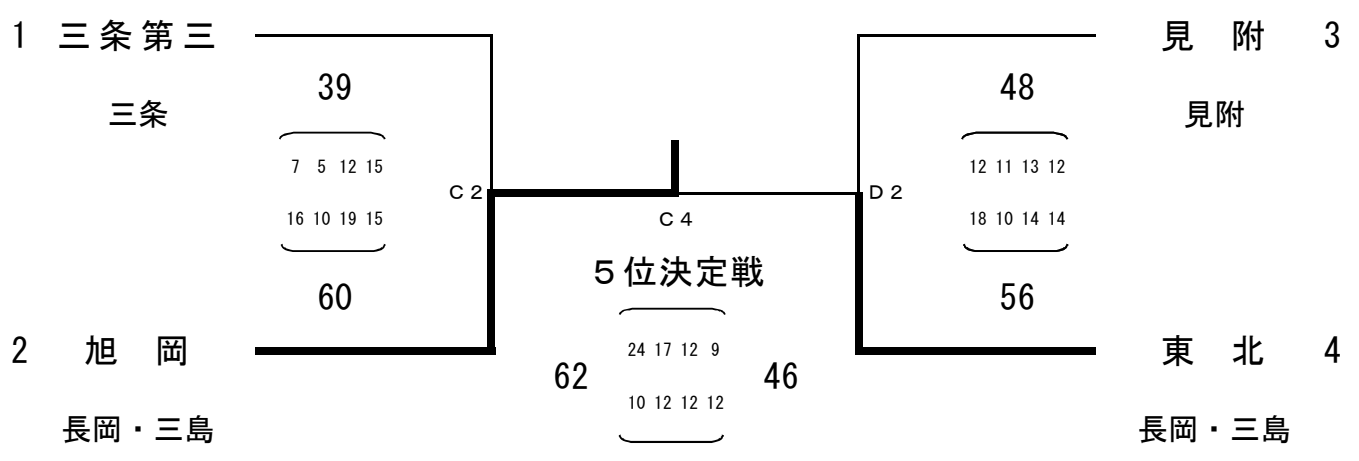 1 三条第三 見 附 3
39 48
三条 見附
7 5 12 15 12 11 13 12
C2 D2
16 10 19 15 18 10 14 14
C4
5位決定戦
60 56
2 旭 岡 24 17 12 9 東 北 4
62 46
10 12 12 12
長岡・三島 長岡・三島